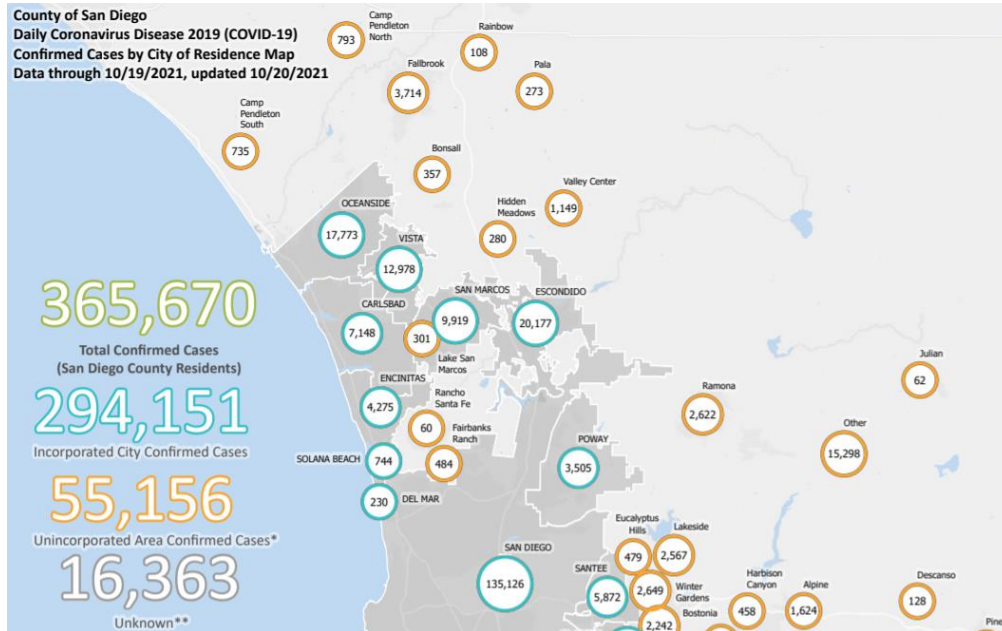 County of San Diego
Daily Coronavirus Disease 2019 (COVID-19)
Confirmed Cases by City of Residence Map
Data through 10/19/2021, updated 10/20/2021
Camp
Pendleton
North
793
Rainbow
108
Fallbrook
3,714
Pala
273
Camp
Pendleton
South
735
Bonsall
357
Valley Center
1,149
Hidden
Meadows
280
OCEANSIDE
17,773
VISTA
12,978
SAN MARCOS
9,919
ESCONDIDO
20,177
CARLSBAD
7,148
301
Lake San
Marcos
365,670
Total Confirmed Cases
(San Diego County Residents)
294,151
Incorporated City Confirmed Cases
55,156
Unincorporated Area Confirmed Cases*
16,363
Unknown**
ENCINITAS
4,275
Rancho
Santa Fe
60
Fairbanks
Ranch
484
SOLANA BEACH
744
230
DEL MAR
POWAY
3,505
Ramona
2,622
Julian
62
Other
15,298
SAN DIEGO
135,126
Eucalyptus
Hills
479
Lakeside
2,567
SANTEE
5,872
2,649
Winter
Gardens
Bostonia
2,242
Harbison
Canyon
458
Alpine
1,624
Descanso
128
Pine